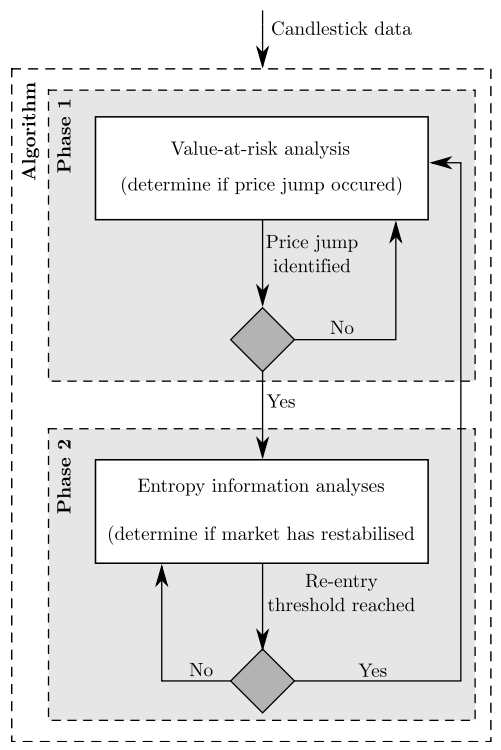 Candlestick data
Algorithm
Phase 1
Value-at-risk analysis
(determine if price jump occured)
Price jump
identified
No
Yes
Phase 2
Entropy information analyses
(determine if market has restabilised
Re-entry
threshold reached
No
Yes